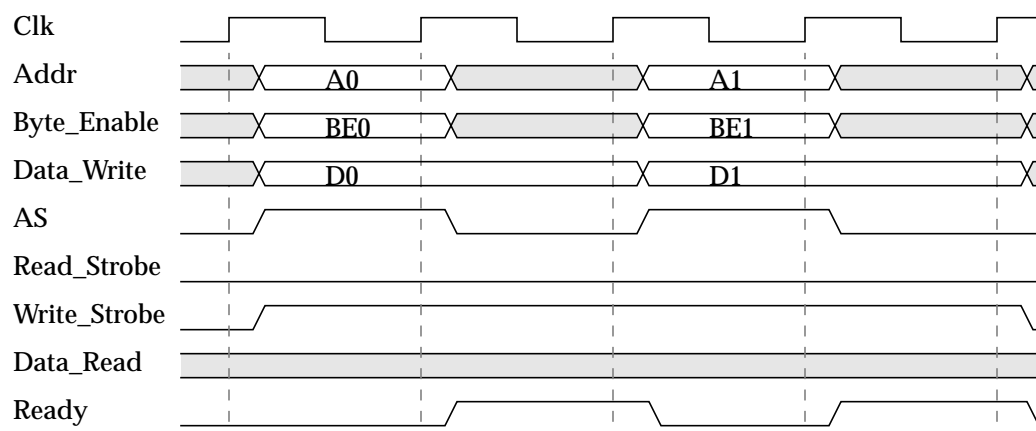 Clk
Addr A0 A1
Byte_Enable BE0 BE1
Data_Write D0 D1
AS
Read_Strobe
Write_Strobe
Data_Read
Ready